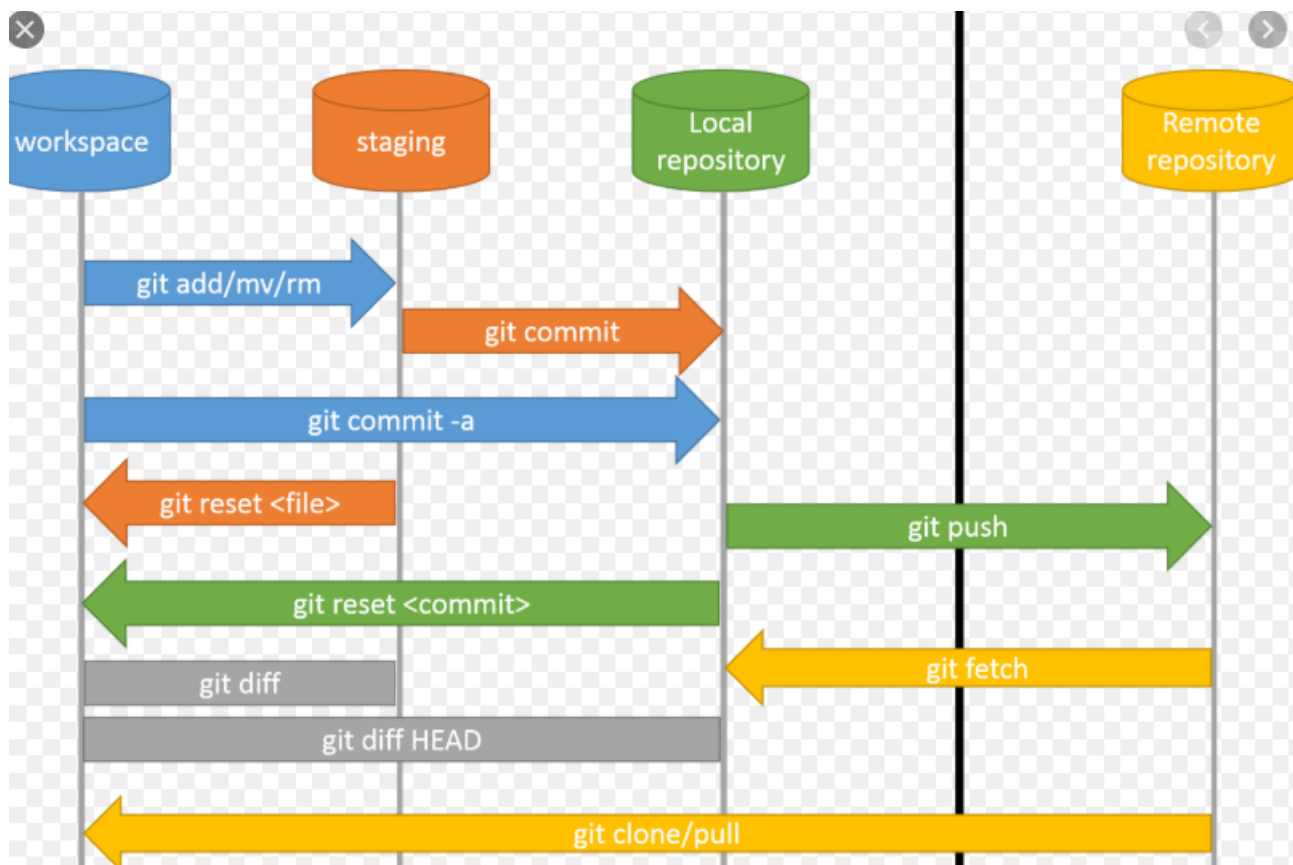 workspace
staging
Local
repository
Remote
repository
git add/mv/rm
git commit
git commit -a
git reset <file>
git push
git reset <commit>
git fetch
git diff
git diff HEAD
git clone/pull